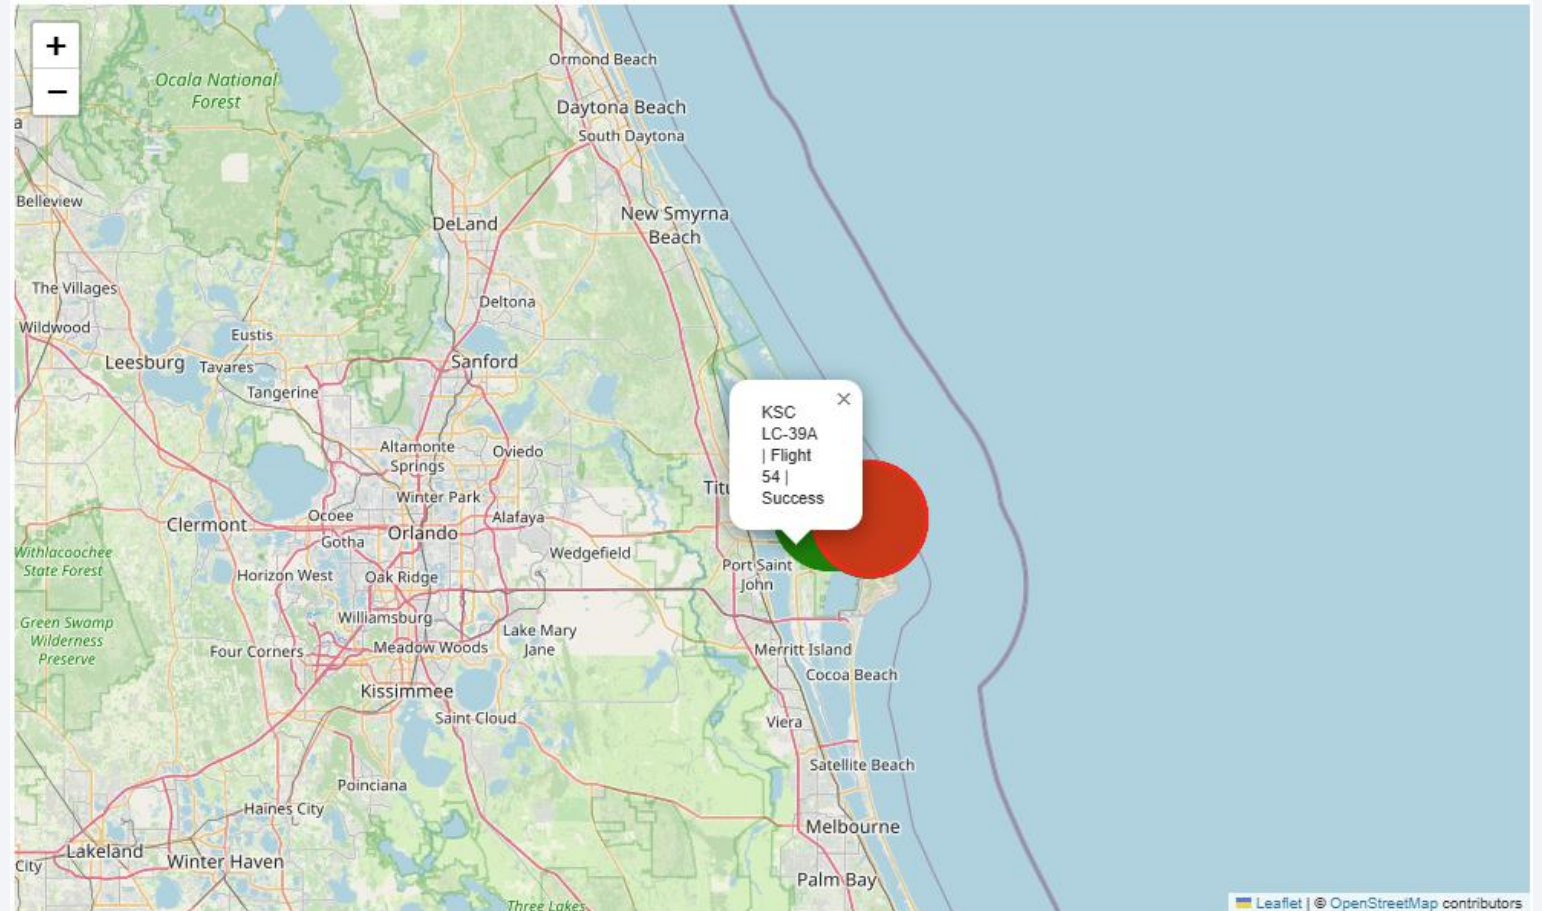 +
−
Ormond Beach
Ocala National
Forest
Daytona Beach
South Daytona
a
Belleview
New Smyrna
Beach
DeLand
The Villages
Deltona
Wildwood
Eustis
Leesburg
Tavares
Sanford
Tangerine
×
KSC
LC-39A
| Flight
54 |
Success
Altamonte
Springs
Oviedo
Winter Park
Titu
Clermont
Ocoee
Alafaya
Orlando
Gotha
Wedgefield
Withlacoochee
State Forest
Port Saint
John
Horizon West
Oak Ridge
Williamsburg
Green Swamp
Wilderness
Preserve
Lake Mary
Jane
Four Corners
Meadow Woods
Merritt Island
Cocoa Beach
Kissimmee
Saint Cloud
Viera
Satellite Beach
Poinciana
Haines City
Melbourne
Lakeland
City
Winter Haven
Palm Bay
Three Lakes
Leaflet | © OpenStreetMap contributors